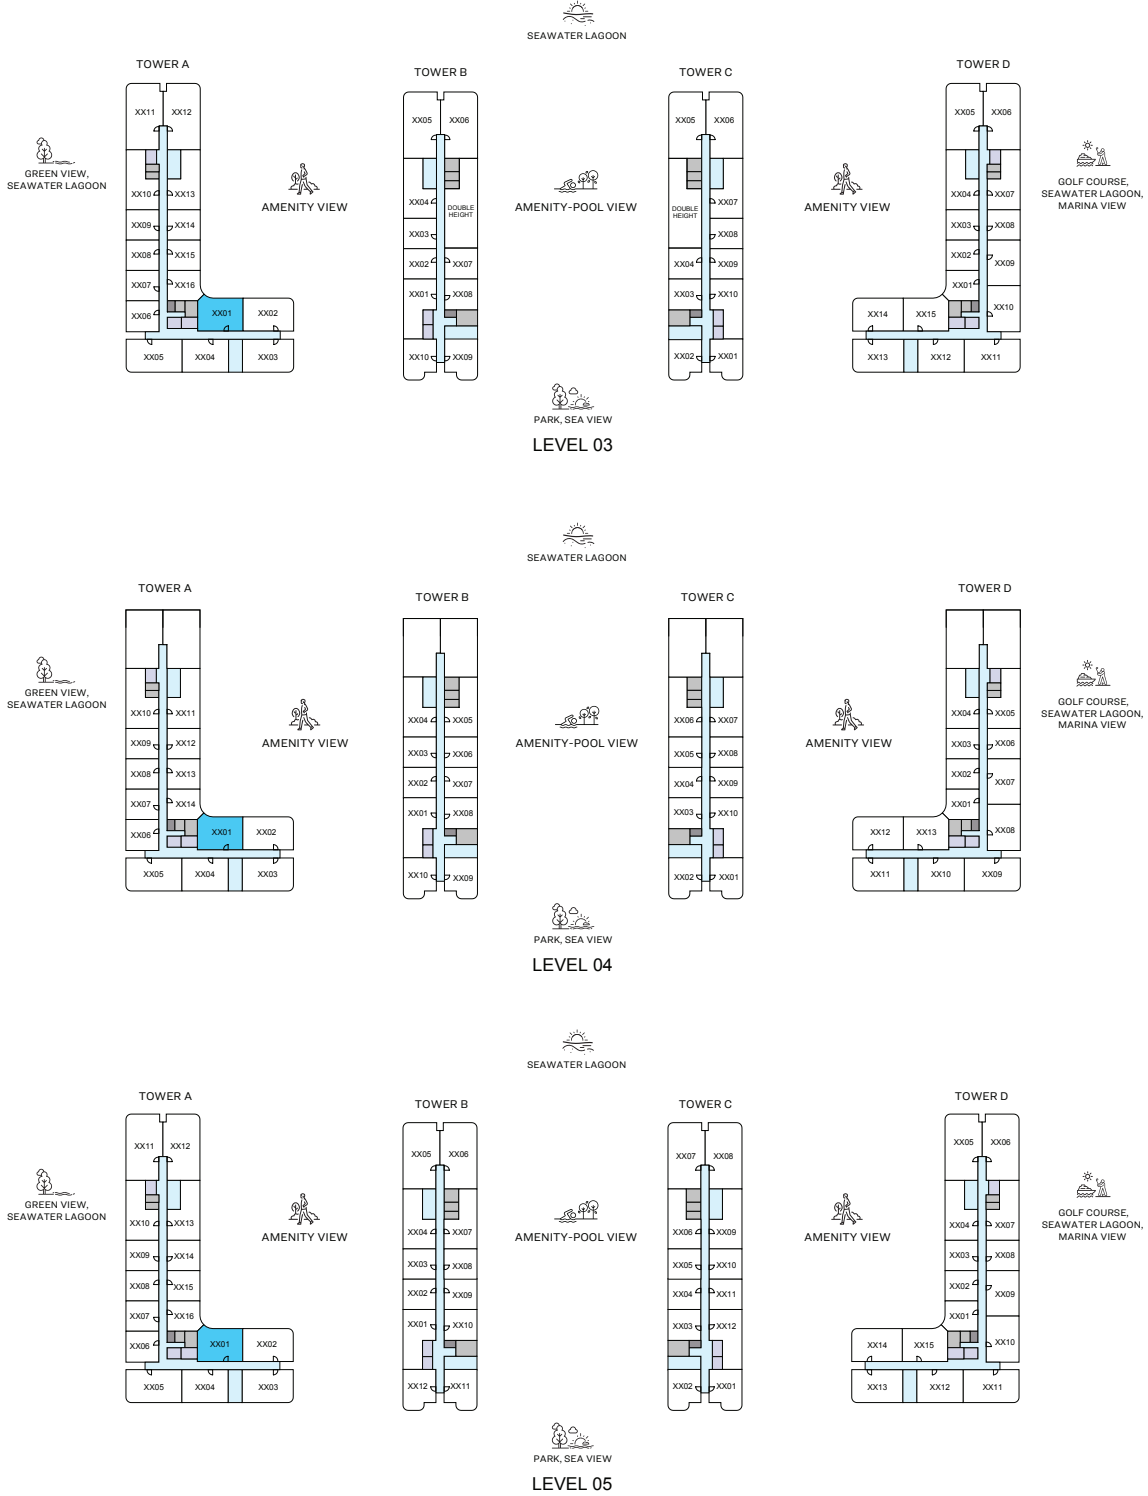 SEAWATER LAGOON
TOWER A
TOWER B
TOWER C
TOWER D
XX11 XX12
XX05 XX06
XX05 XX06
XX05 XX06
GREEN VIEW,
SEAWATER LAGOON
AMENITY VIEW
AMENITY-POOL VIEW
AMENITY VIEW
GOLF COURSE,
SEAWATER LAGOON,
MARINA VIEW
XX10 XX13
XX04 DOUBLE
HEIGHT
DOUBLE
HEIGHT XX07
XX04 XX07
XX09 XX14
XX03
XX08
XX03 XX08
XX08 XX15
XX02 XX07
XX04 XX09
XX02 XX09
XX07 XX16
XX01 XX08
XX03 XX10
XX01 XX10
XX06 XX01 XX02
XX14 XX15
XX05 XX04 XX03
XX10 XX09
XX02 XX01
XX13 XX12 XX11
PARK, SEA VIEW
LEVEL 03
SEAWATER LAGOON
TOWER A
TOWER B
TOWER C
TOWER D
GREEN VIEW,
SEAWATER LAGOON
AMENITY VIEW
AMENITY-POOL VIEW
AMENITY VIEW
GOLF COURSE,
SEAWATER LAGOON,
MARINA VIEW
XX10 XX11
XX04 XX05
XX06 XX07
XX04 XX05
XX09 XX12
XX03 XX06
XX05 XX08
XX03 XX06
XX08 XX13
XX02 XX07
XX04 XX09
XX02 XX07
XX07 XX14
XX01 XX08
XX03 XX10
XX01 XX08
XX06 XX01 XX02
XX12 XX13
XX05 XX04 XX03
XX10 XX09
XX02 XX01
XX11 XX10 XX09
PARK, SEA VIEW
LEVEL 04
SEAWATER LAGOON
TOWER A
TOWER B
TOWER C
TOWER D
XX11 XX12
XX05 XX06
XX07 XX08
XX05 XX06
GREEN VIEW,
SEAWATER LAGOON
AMENITY VIEW
AMENITY-POOL VIEW
AMENITY VIEW
GOLF COURSE,
SEAWATER LAGOON,
MARINA VIEW
XX10 XX13
XX04 XX07
XX06 XX09
XX04 XX07
XX09 XX14
XX03 XX08
XX05 XX10
XX03 XX08
XX08 XX15
XX02 XX09
XX04 XX11
XX02 XX09
XX07 XX16
XX01 XX10
XX03 XX12
XX01 XX10
XX06 XX01 XX02
XX14 XX15
XX05 XX04 XX03
XX12 XX11
XX02 XX01
XX13 XX12 XX11
PARK, SEA VIEW
LEVEL 05